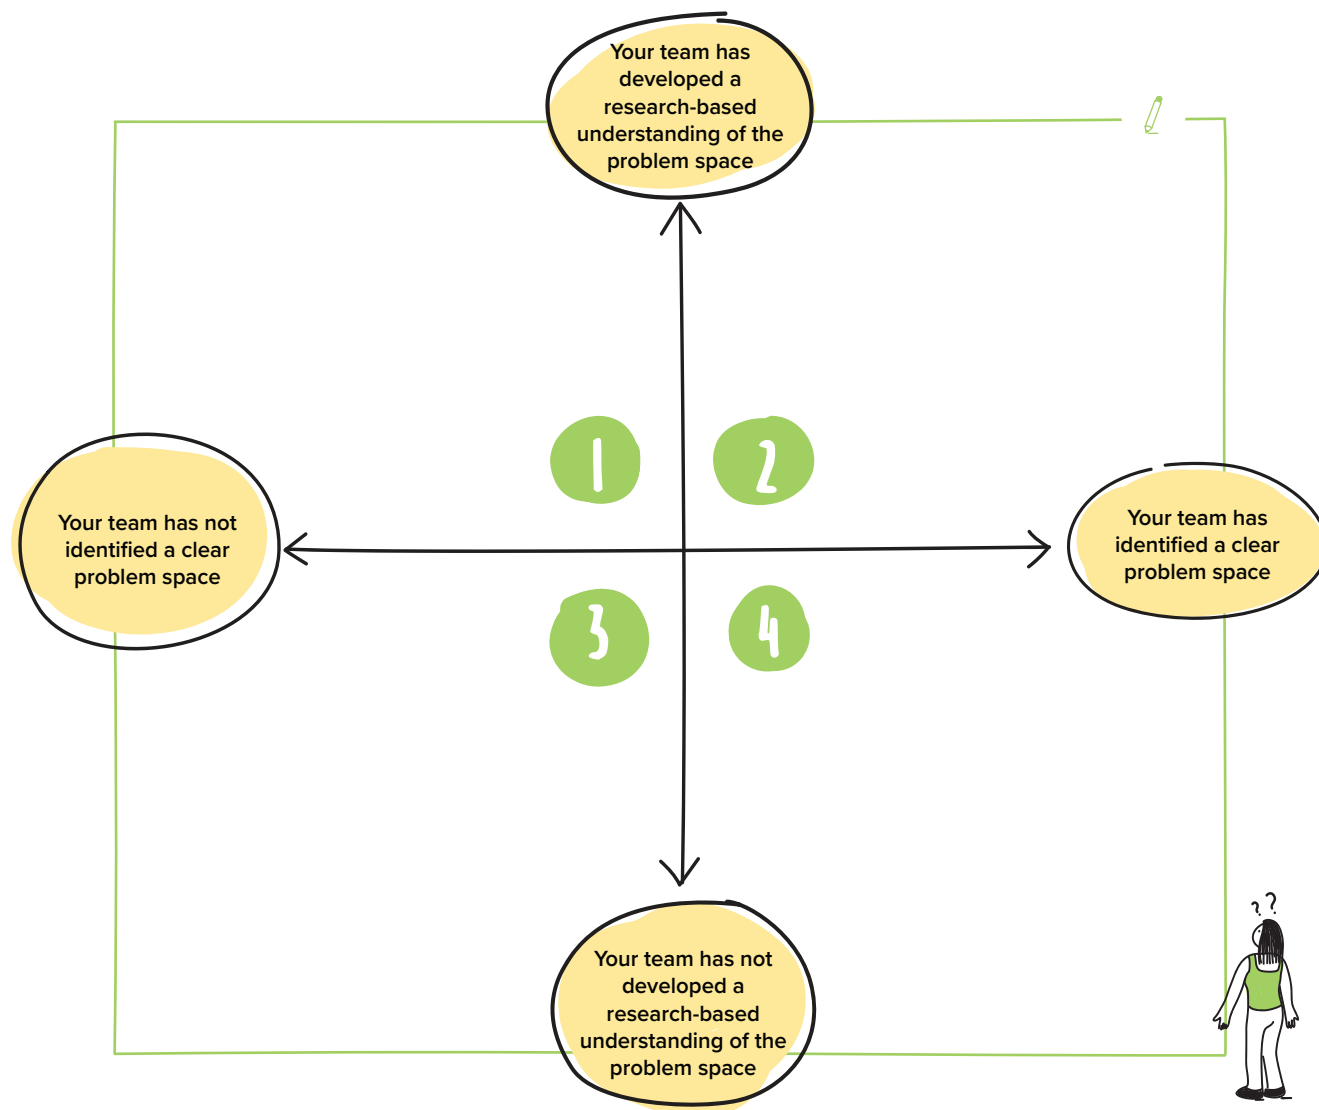 Your team has
developed a
research-based
understanding of the
problem space
1
2
Your team has not
identified a clear
problem space
Your team has
identified a clear
problem space
3
4
? ?
Your team has not
developed a
research-based
understanding of the
problem space